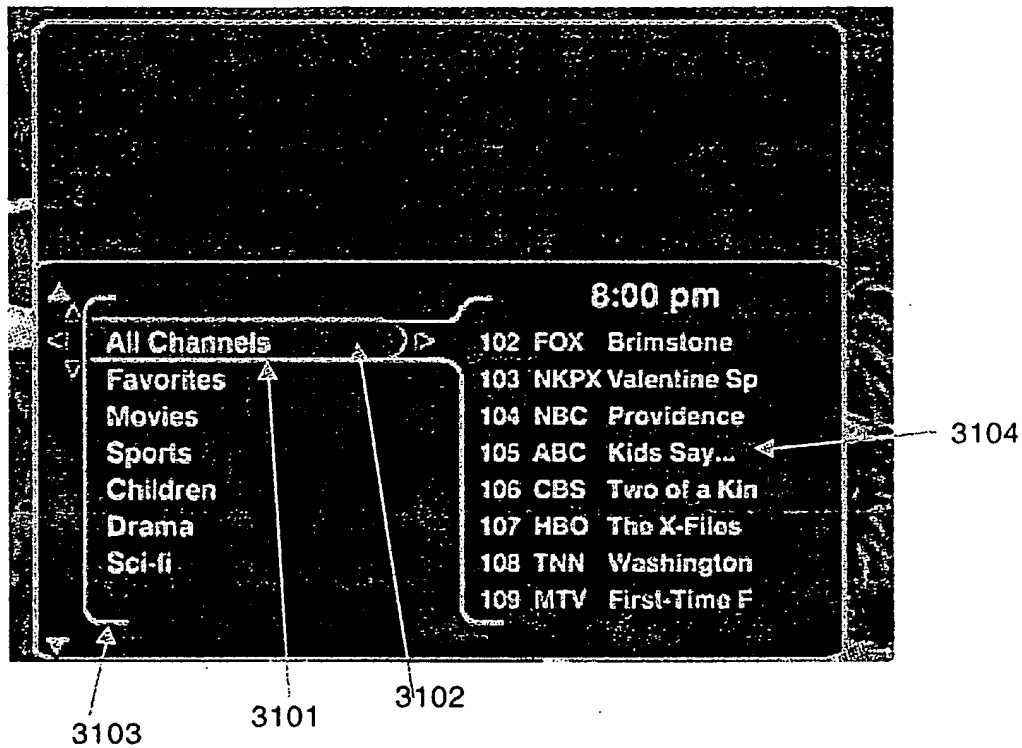 8:00 pm
All Channels
Favorites
Movies
Sports
Children
Drama
Sci-fi
102 FOX Brimstone
103 NKPX Valentine Sp
104 NBC Providence
105 ABC Kids Say...
106 CBS Two of a Kin
107 HBO The X-Files
108 TNN Washington
109 MTV First-Time F
3104
3103
3101
3102